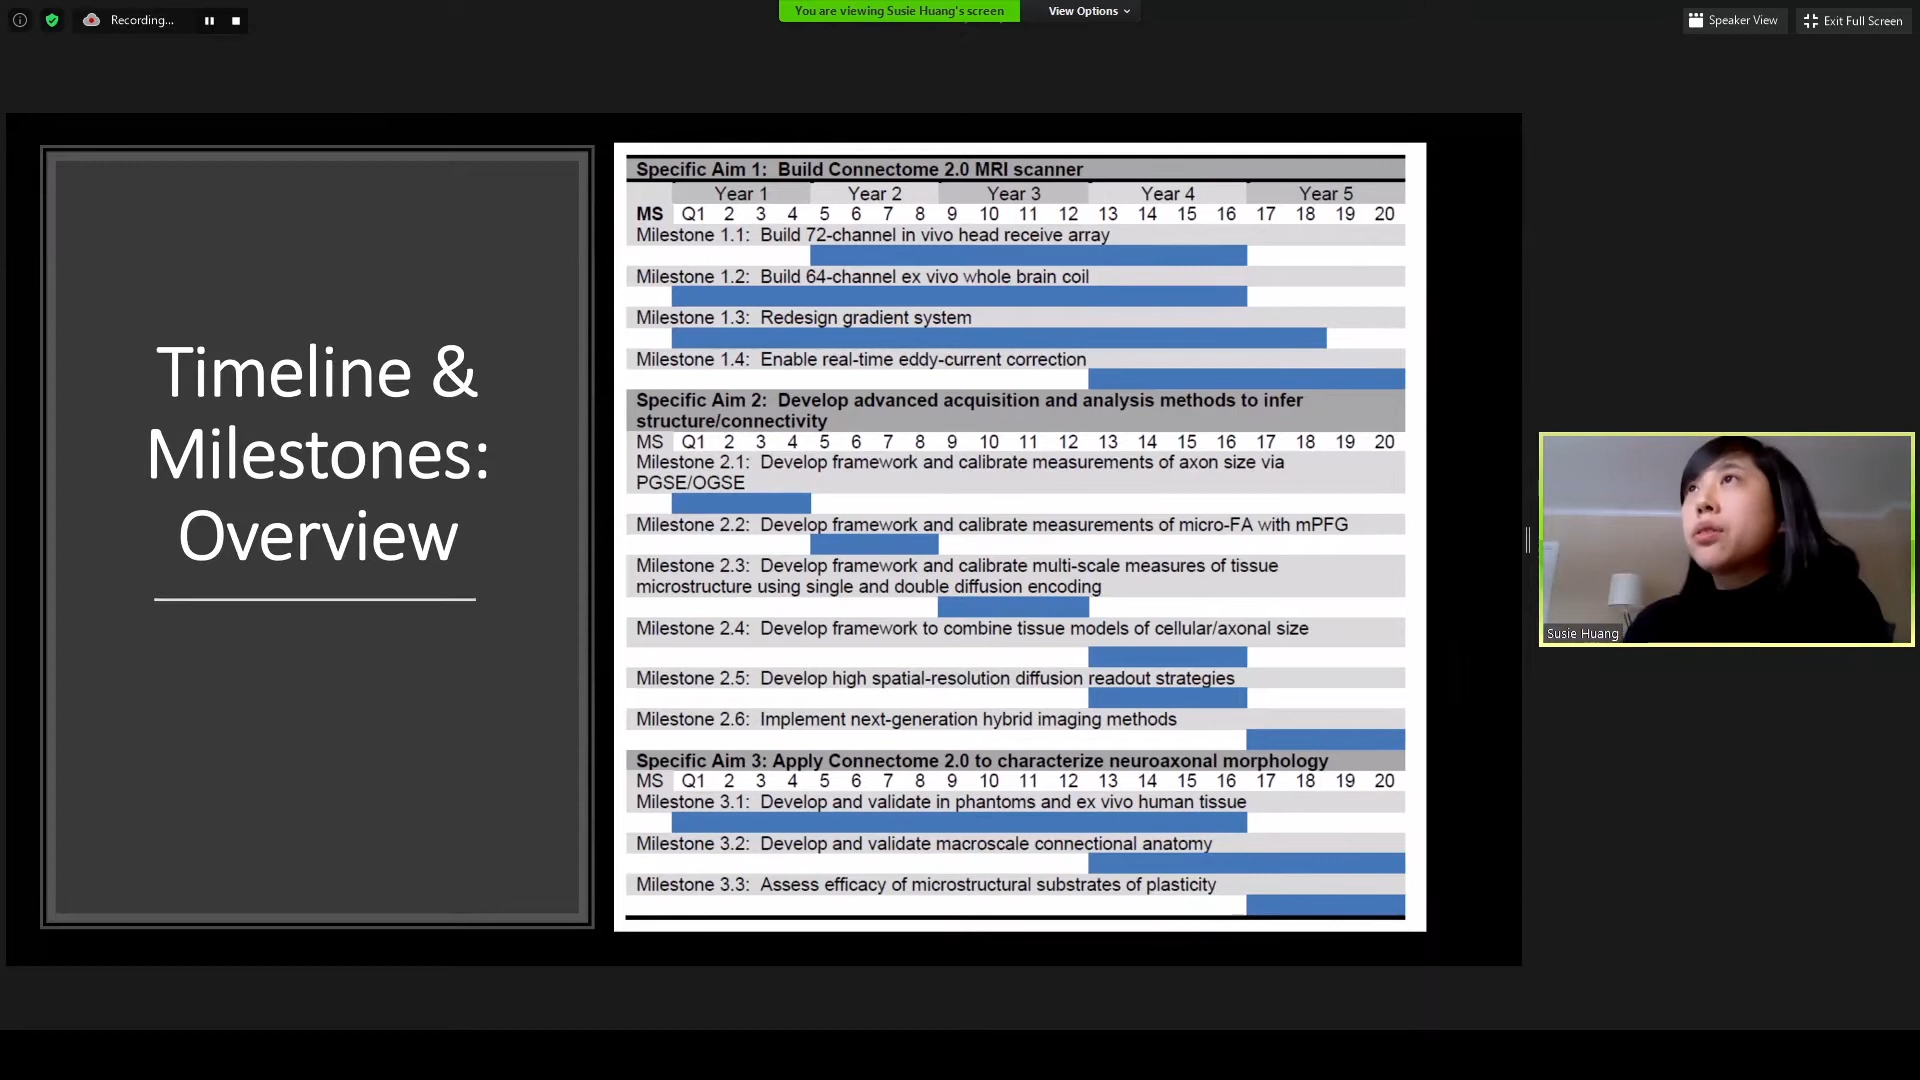 Recording...
You are viewing Susie Huang's screen
View Options
Speaker View
Exit Full Screen
Timeline &
Milestones:
Overview
Specific Aim 1: Build Connectome 2.0 MRI scanner
Year 1 Year 2 Year 3 Year 4 Year 5
MS Q1 2 3 4 5 6 7 8 9 10 11 12 13 14 15 16 17 18 19 20
Milestone 1.1: Build 72-channel in vivo head receive array
Milestone 1.2: Build 64-channel ex vivo whole brain coil
Milestone 1.3: Redesign gradient system
Milestone 1.4: Enable real-time eddy-current correction
Specific Aim 2: Develop advanced acquisition and analysis methods to infer
structure/connectivity
MS Q1 2 3 4 5 6 7 8 9 10 11 12 13 14 15 16 17 18 19 20
Milestone 2.1: Develop framework and calibrate measurements of axon size via
PGSE/OGSE
Milestone 2.2: Develop framework and calibrate measurements of micro-FA with mPFG
Milestone 2.3: Develop framework and calibrate multi-scale measures of tissue
microstructure using single and double diffusion encoding
Milestone 2.4: Develop framework to combine tissue models of cellular/axonal size
Milestone 2.5: Develop high spatial-resolution diffusion readout strategies
Milestone 2.6: Implement next-generation hybrid imaging methods
Specific Aim 3: Apply Connectome 2.0 to characterize neuroaxonal morphology
MS Q1 2 3 4 5 6 7 8 9 10 11 12 13 14 15 16 17 18 19 20
Milestone 3.1: Develop and validate in phantoms and ex vivo human tissue
Milestone 3.2: Develop and validate macroscale connectional anatomy
Milestone 3.3: Assess efficacy of microstructural substrates of plasticity
Susie Huang